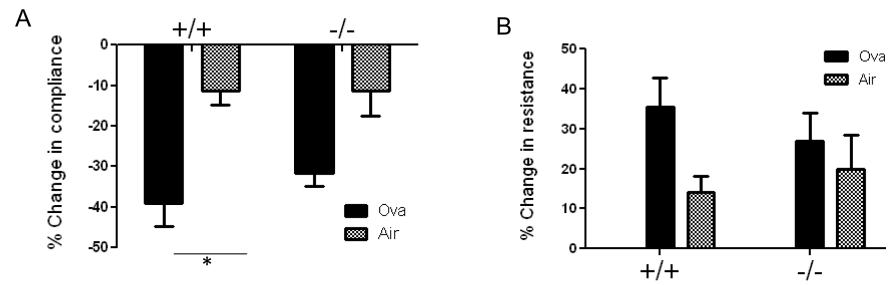 A
+/+
-/-
0
-10
-20
-30
-40
-50
% Change in compliance
Ova
Air
*
B
50
40
30
20
10
0
% Change in resistance
Ova
Air
+/+
-/-